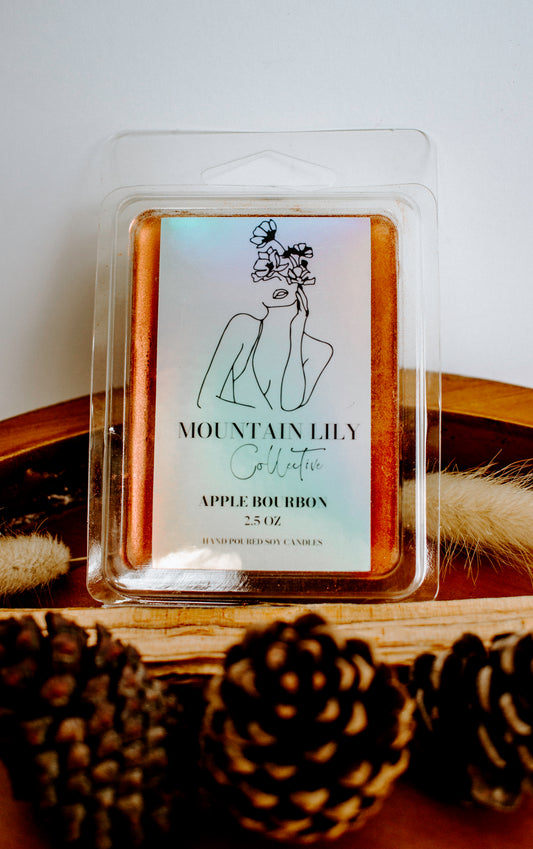 MOUNTAIN LILY
Collective
APPLE BOURBON
2.5 OZ
HAND POURED SOY CANDLES